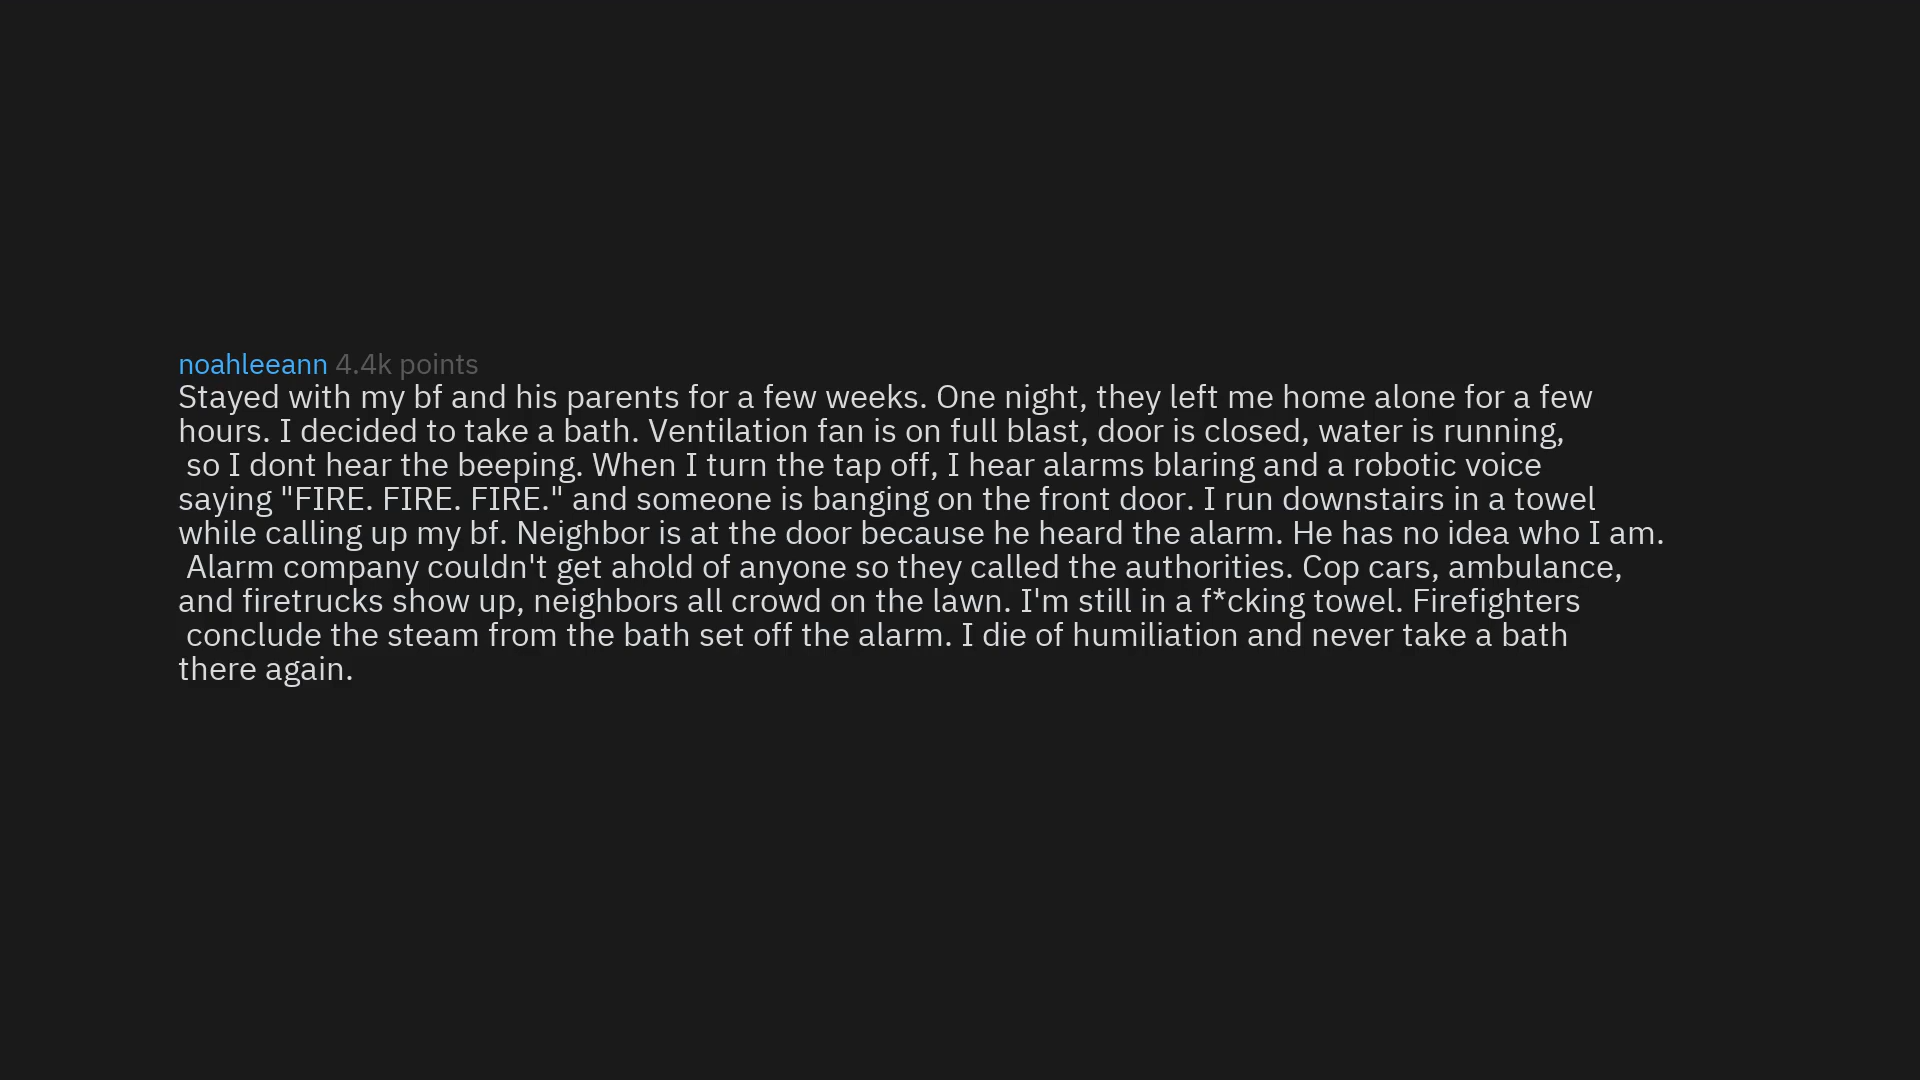 noahleeann 4.4k points
Stayed with my bf and his parents for a few weeks. One night, they left me home alone for a few
hours. I decided to take a bath. Ventilation fan is on full blast, door is closed, water is running,
so I dont hear the beeping. When I turn the tap off, I hear alarms blaring and a robotic voice
saying "FIRE. FIRE. FIRE." and someone is banging on the front door. I run downstairs in a towel
while calling up my bf. Neighbor is at the door because he heard the alarm. He has no idea who I am.
Alarm company couldn't get ahold of anyone so they called the authorities. Cop cars, ambulance,
and firetrucks show up, neighbors all crowd on the lawn. I'm still in a f*cking towel. Firefighters
conclude the steam from the bath set off the alarm. I die of humiliation and never take a bath
there again.